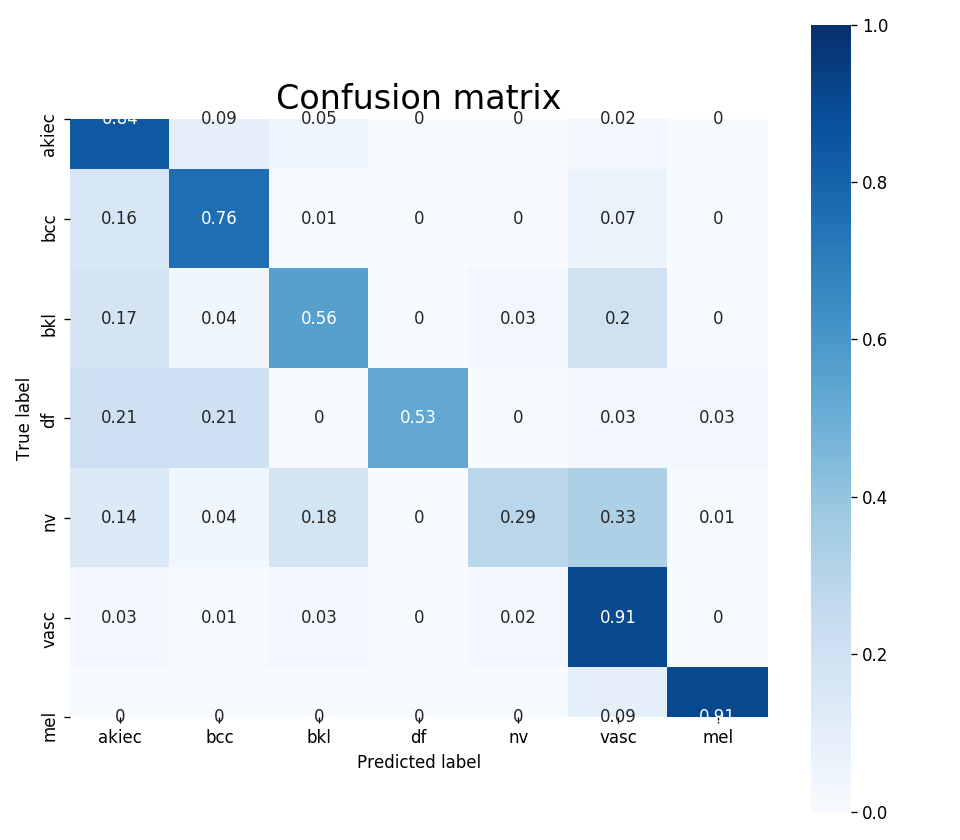 Confusion matrix
akiec 0.84 0.09 0.05 0 0 0.02 0
bcc 0.16 0.76 0.01 0 0 0.07 0
bkl 0.17 0.04 0.56 0 0.03 0.2 0
df 0.21 0.21 0 0.53 0 0.03 0.03
nv 0.14 0.04 0.18 0 0.29 0.33 0.01
vasc 0.03 0.01 0.03 0 0.02 0.91 0
mel 0 0 0 0 0 0.09 0.91
True label
akiec bcc bkl df nv vasc mel
Predicted label
1.0
0.8
0.6
0.4
0.2
0.0